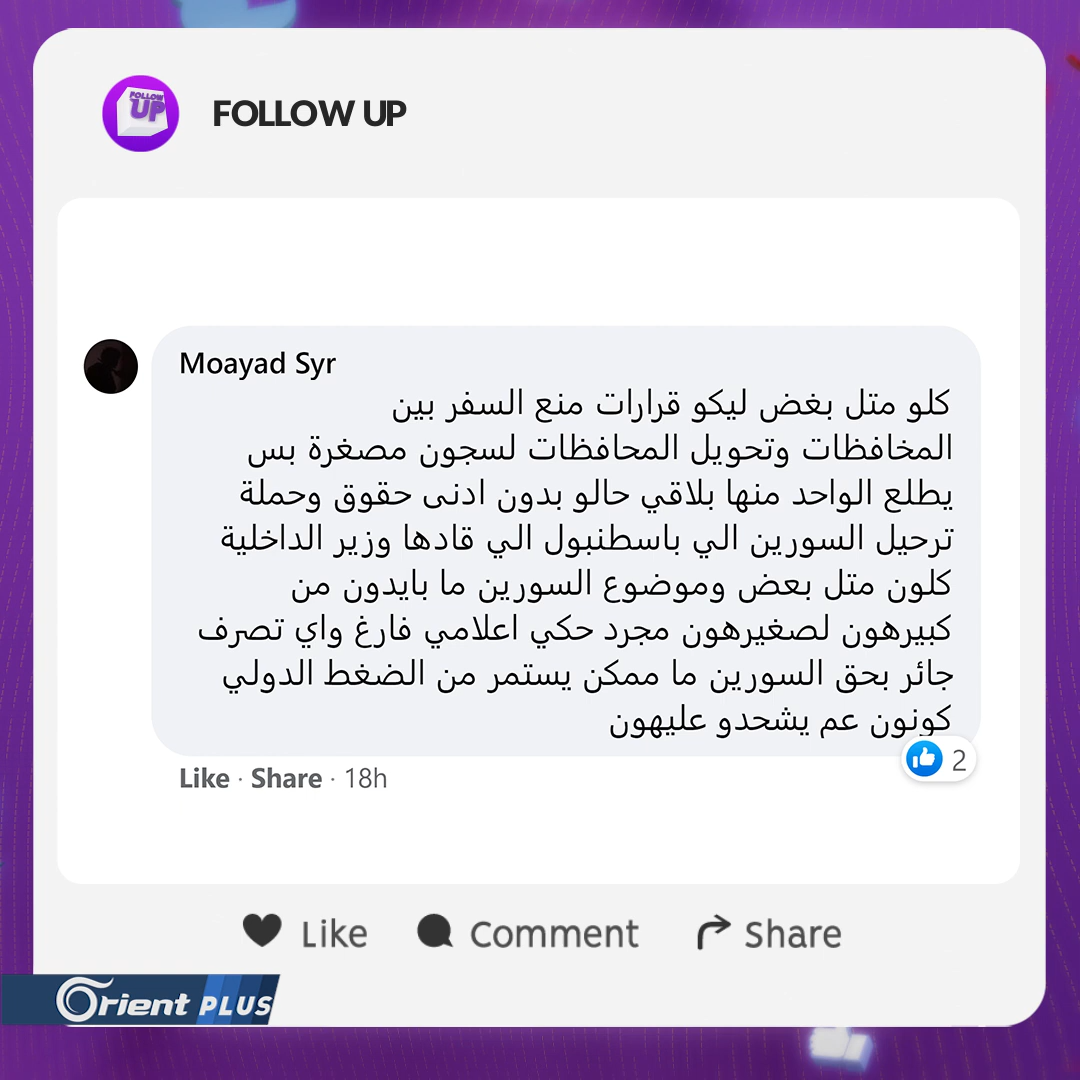 FOLLOW UP
FOLLOW UP
Moayad Syr
كلو متل بغض ليكو قرارات منع السفر بين
المخافظات وتحويل المحافظات لسجون مصغرة بس
يطلع الواحد منها بلاقي حالو بدون ادنى حقوق وحملة
ترحيل السورين الي باسطنبول الي قادها وزير الداخلية
كلون متل بعض وموضوع السورين ما بايدون من
كبيرهون لصغيرهون مجرد حكي اعلامي فارغ واي تصرف
جائر بحق السورين ما ممكن يستمر من الضغط الدولي
كونون عم يشحدو عليهون
2
Like · Share · 18h
Like Comment Share
Orient PLUS